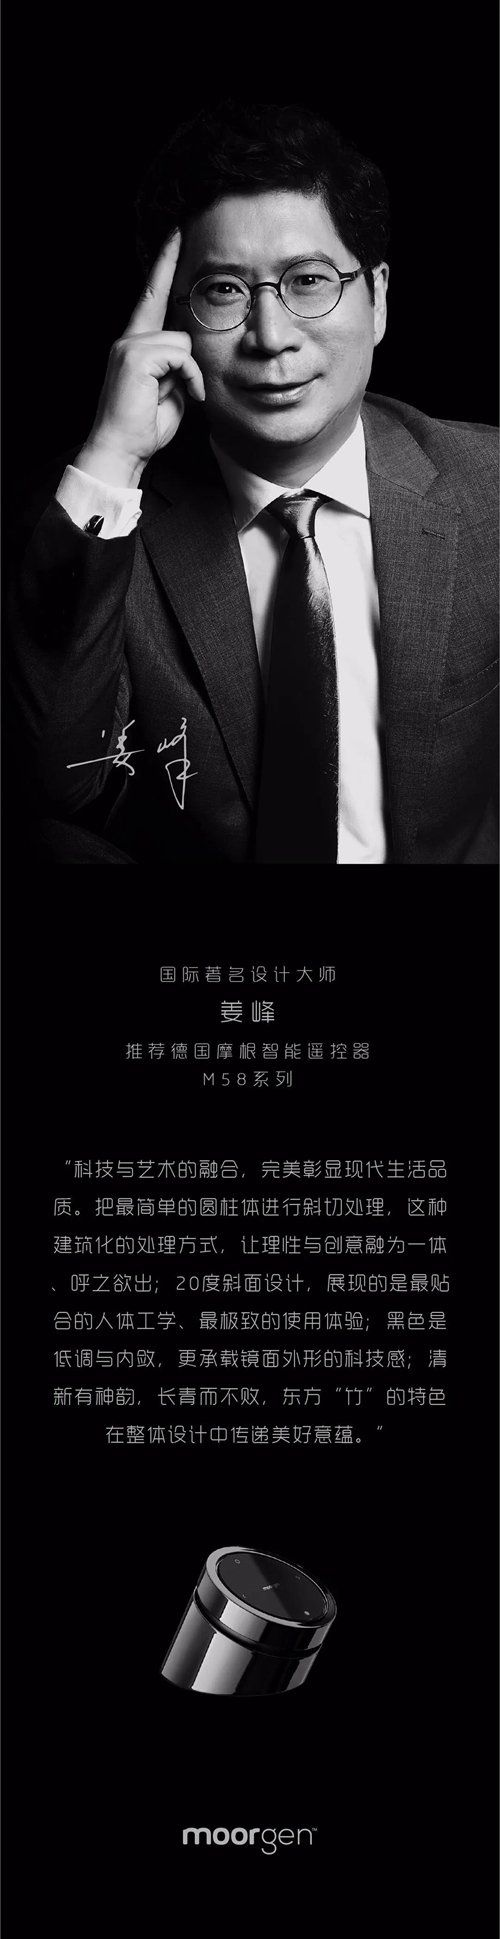 姜峰
国际著名设计大师
姜峰
推荐德国摩根智能遥控器
M58系列
“科技与艺术的融合，完美彰显现代生活品
质。把最简单的圆柱体进行斜切处理，这种
建筑化的处理方式，让理性与创意融为一体
、呼之欲出；20度斜面设计，展现的是最贴
合的人体工学、最极致的使用体验；黑色是
低调与内敛，更承载镜面外形的科技感；清
新有神韵，长青而不败，东方“竹”的特色
在整体设计中传递美好意蕴。”
moorgen™